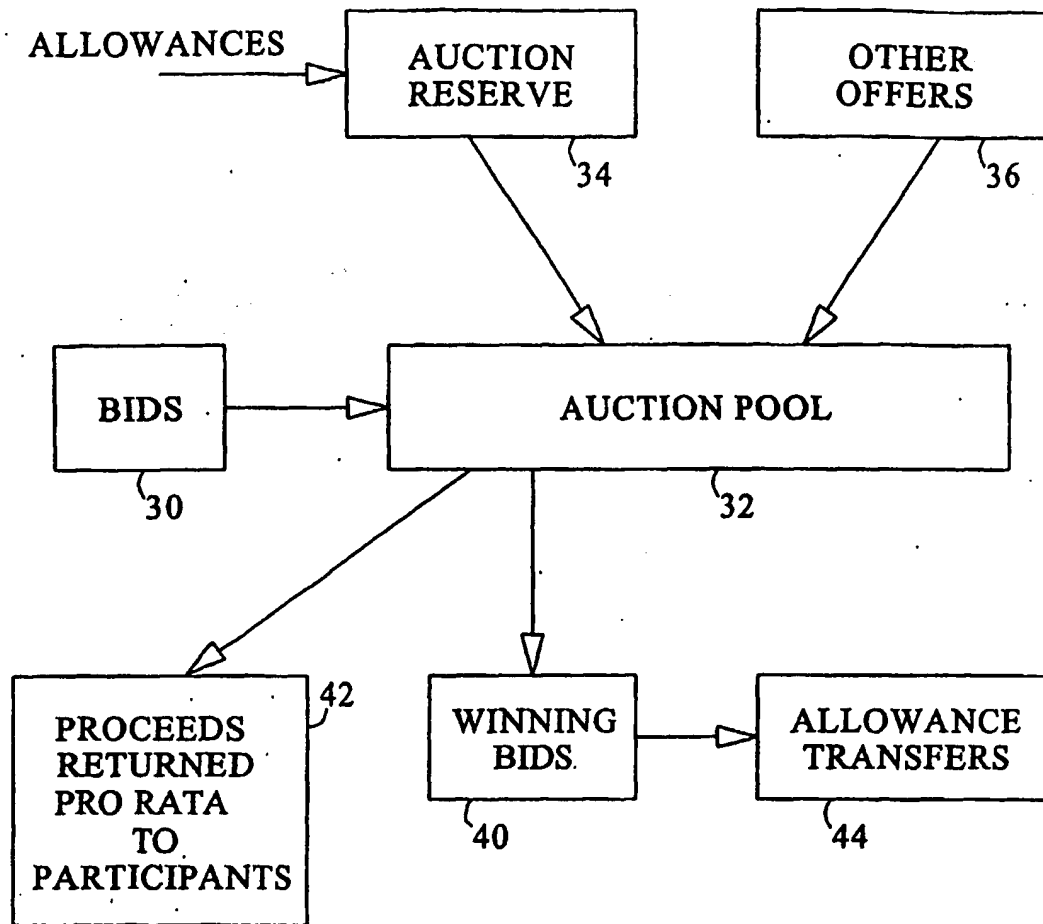 ALLOWANCES
AUCTION
RESERVE
34
OTHER
OFFERS
36
BIDS
30
AUCTION POOL
32
PROCEEDS
RETURNED
PRO RATA
TO
PARTICIPANTS
42
WINNING
BIDS
40
ALLOWANCE
TRANSFERS
44